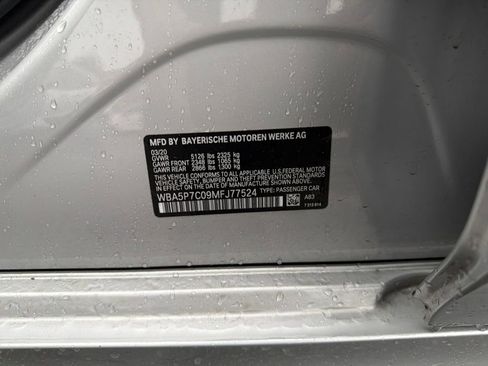 MFD BY BAYERISCHE MOTOREN WERKE AG
03/20
GVWR 5126 lbs 2325 kg
GAWR FRONT 2348 lbs 1065 kg
GAWR REAR 2866 lbs 1300 kg
THIS VEHICLE CONFORMS TO ALL APPLICABLE U.S.FEDERAL MOTOR
VEHICLE SAFETY, BUMPER, AND THEFT PREVENTION STANDARDS
IN EFFECT ON THE DATE OF MANUFACTURE SHOWN ABOVE.
WBA5P7C09MFJ77524 TYPE: PASSENGER CAR
A83